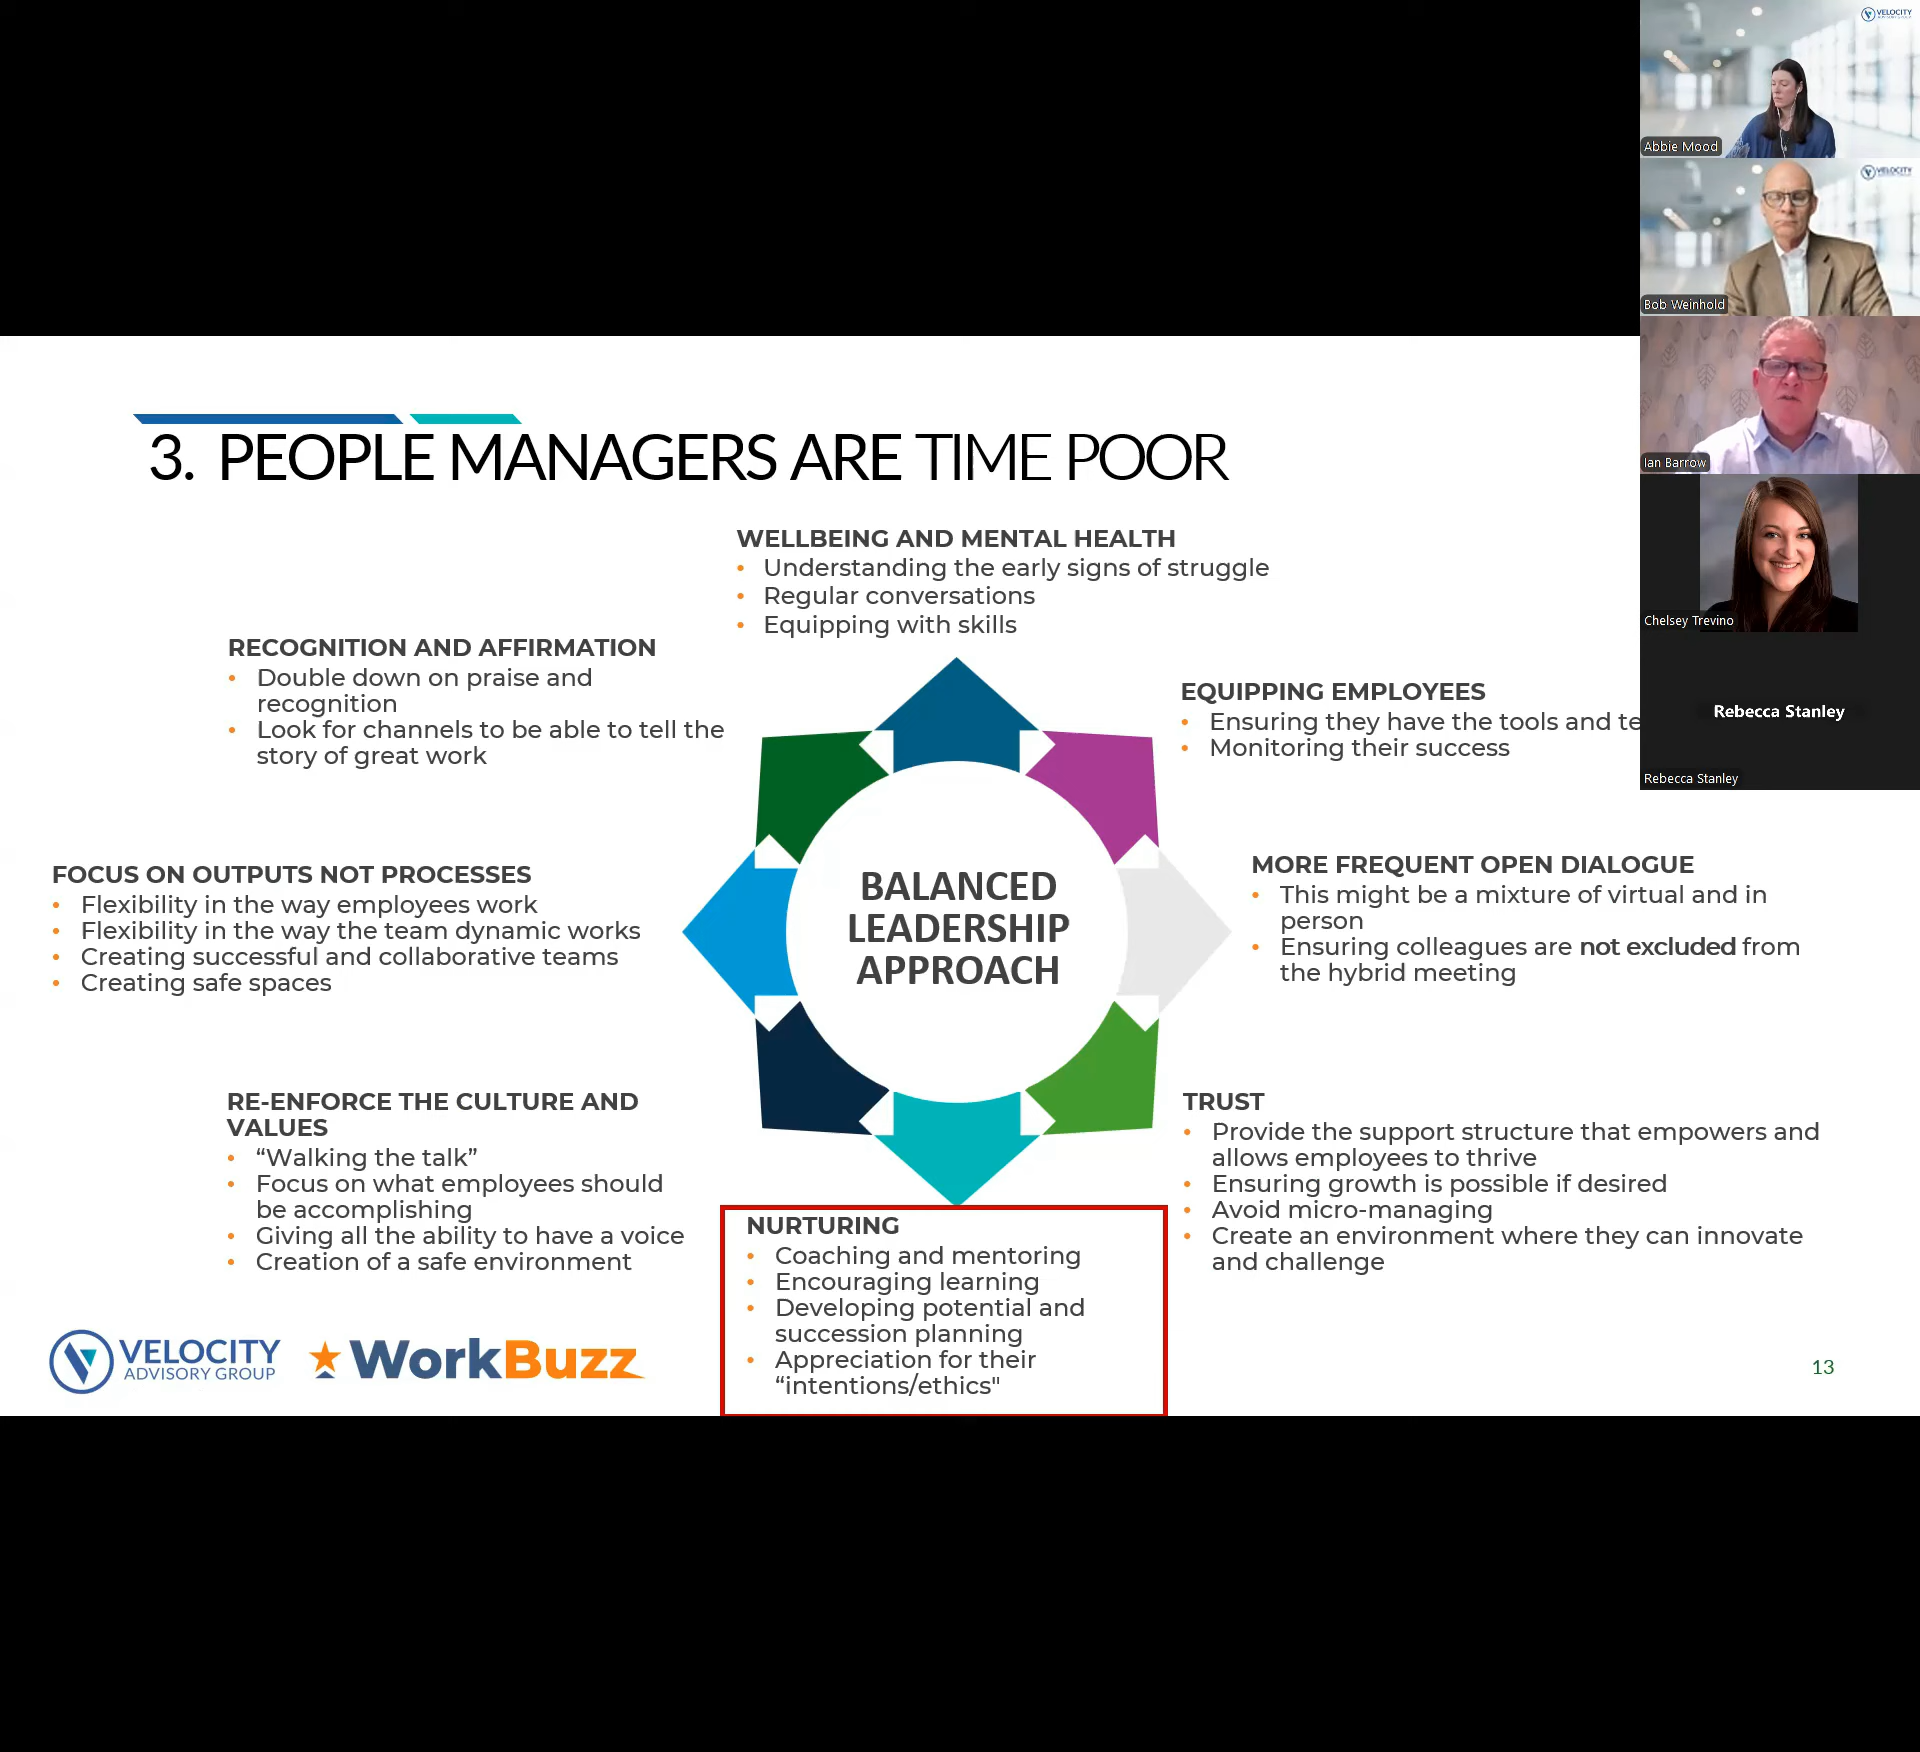 VELOCITY
Abbie Mood
VELOCITY
Bob Weinhold
Ian Barrow
Chelsey Trevino
Rebecca Stanley
Rebecca Stanley
3. PEOPLE MANAGERS ARE TIME POOR
WELLBEING AND MENTAL HEALTH
• Understanding the early signs of struggle
• Regular conversations
• Equipping with skills
RECOGNITION AND AFFIRMATION
• Double down on praise and
recognition
• Look for channels to be able to tell the
story of great work
EQUIPPING EMPLOYEES
• Ensuring they have the tools and te
• Monitoring their success
FOCUS ON OUTPUTS NOT PROCESSES
• Flexibility in the way employees work
• Flexibility in the way the team dynamic works
• Creating successful and collaborative teams
• Creating safe spaces
BALANCED
LEADERSHIP
APPROACH
MORE FREQUENT OPEN DIALOGUE
• This might be a mixture of virtual and in
person
• Ensuring colleagues are not excluded from
the hybrid meeting
RE-ENFORCE THE CULTURE AND
VALUES
• “Walking the talk”
• Focus on what employees should
be accomplishing
• Giving all the ability to have a voice
• Creation of a safe environment
TRUST
• Provide the support structure that empowers and
allows employees to thrive
• Ensuring growth is possible if desired
• Avoid micro-managing
• Create an environment where they can innovate
and challenge
NURTURING
• Coaching and mentoring
• Encouraging learning
• Developing potential and
succession planning
• Appreciation for their
“intentions/ethics"
VELOCITY
ADVISORY GROUP
WorkBuzz
13